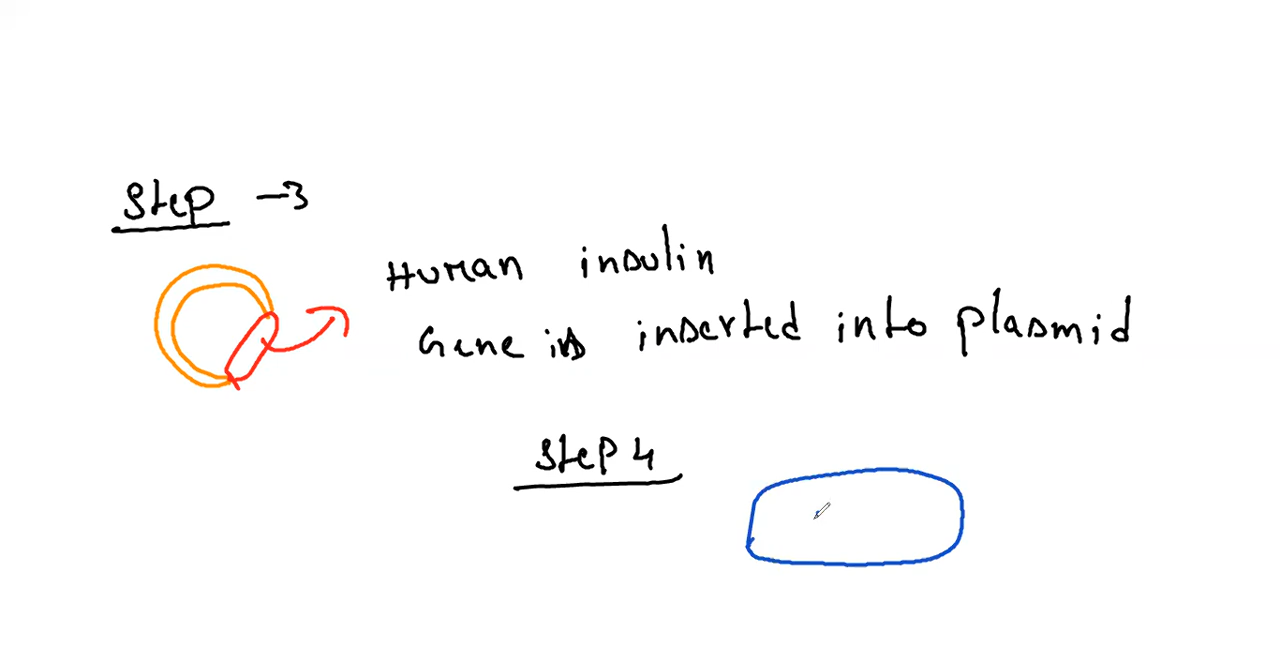 Step -3
Human insulin
Gene is inserted into plasmid
Step 4